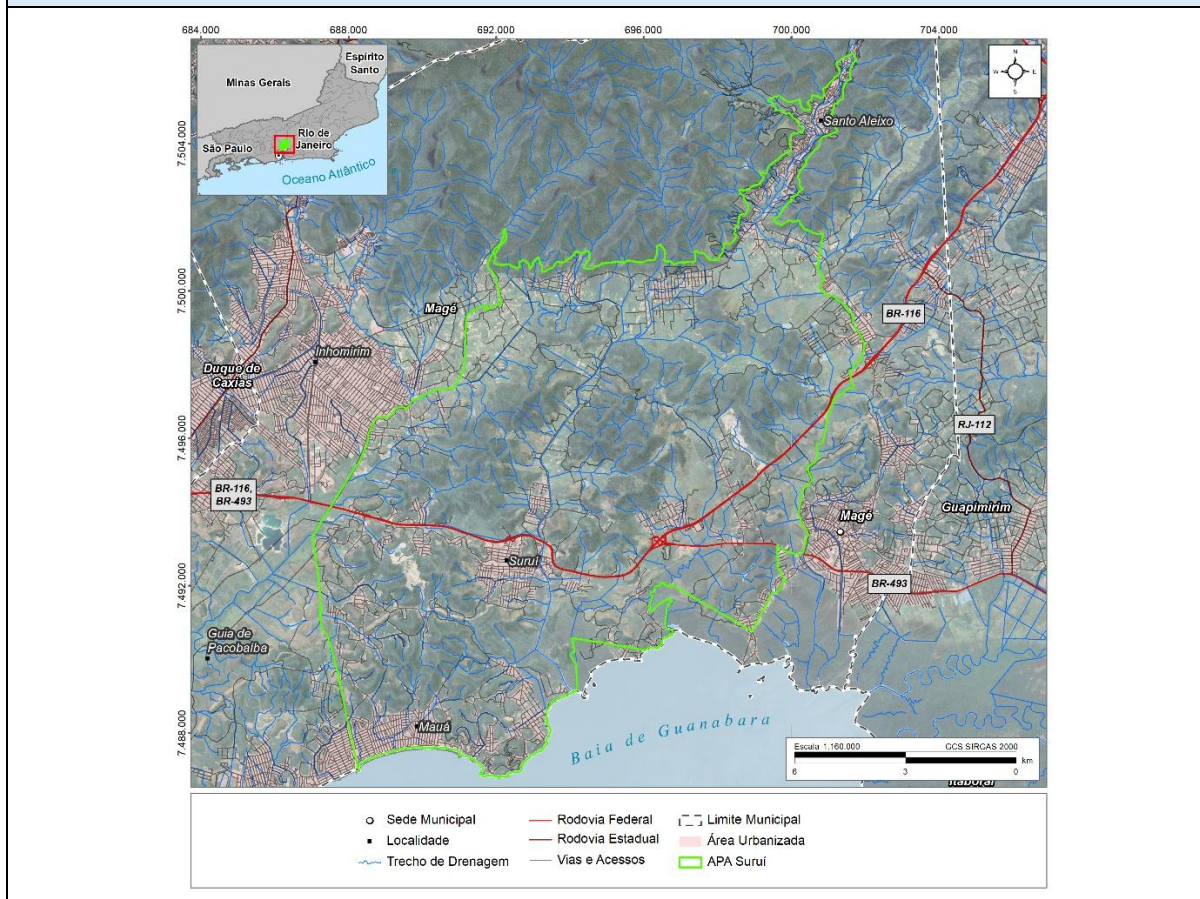 684.000 688.000 692.000 696.000 700.000 704.000
7.504.000
7.500.000
7.496.000
7.492.000
7.488.000
Espírito
Santo
Minas Gerais
Rio de
Janeiro
São Paulo
Oceano Atlântico
N
W E
S
Santo Aleixo
Magé
BR-116
Inhomirim
Duque de
Caxias
RJ-112
BR-116,
BR-493
Magé
Guapimirim
Suruí
BR-493
Guia de
Pacobaíba
Mauá
Baia de Guanabara
Escala 1:160.000 GCS SIRGAS 2000
km
6 3 0
Itaboraí
Sede Municipal
Localidade
Trecho de Drenagem
Rodovia Federal
Rodovia Estadual
Vias e Acessos
Limite Municipal
Área Urbanizada
APA Suruí